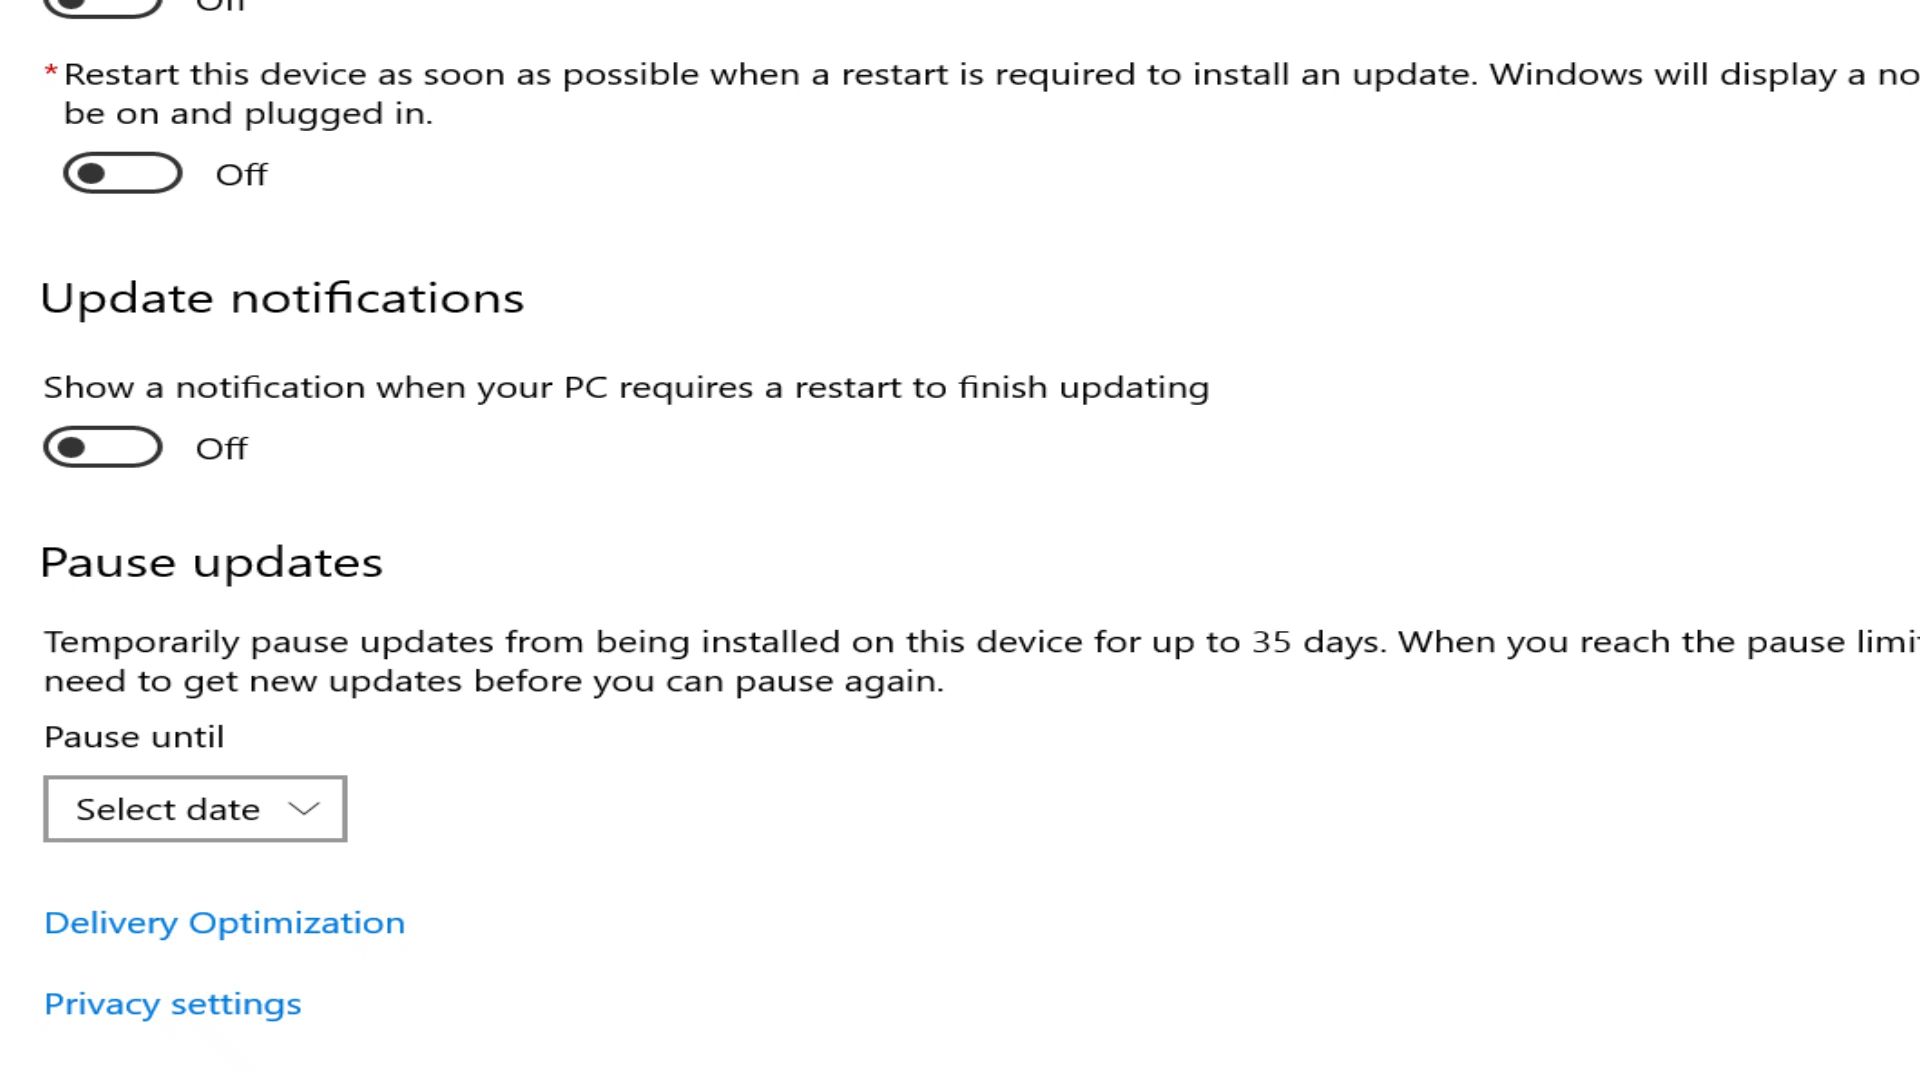 Off
*Restart this device as soon as possible when a restart is required to install an update. Windows will display a no
be on and plugged in.
Off
Update notifications
Show a notification when your PC requires a restart to finish updating
Off
Pause updates
Temporarily pause updates from being installed on this device for up to 35 days. When you reach the pause limit
need to get new updates before you can pause again.
Pause until
Select date
Delivery Optimization
Privacy settings